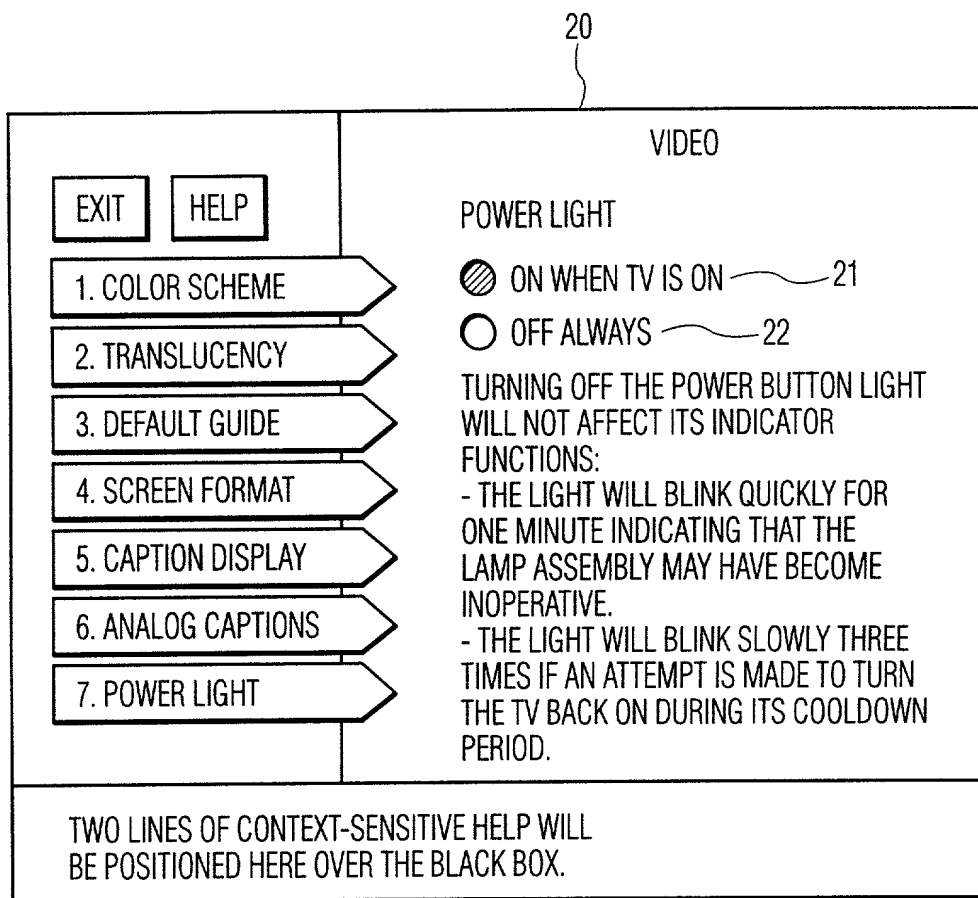 20
VIDEO
EXIT HELP
1. COLOR SCHEME
2. TRANSLUCENCY
3. DEFAULT GUIDE
4. SCREEN FORMAT
5. CAPTION DISPLAY
6. ANALOG CAPTIONS
7. POWER LIGHT
POWER LIGHT
ON WHEN TV IS ON 21
OFF ALWAYS 22
TURNING OFF THE POWER BUTTON LIGHT
WILL NOT AFFECT ITS INDICATOR
FUNCTIONS:
- THE LIGHT WILL BLINK QUICKLY FOR
ONE MINUTE INDICATING THAT THE
LAMP ASSEMBLY MAY HAVE BECOME
INOPERATIVE.
- THE LIGHT WILL BLINK SLOWLY THREE
TIMES IF AN ATTEMPT IS MADE TO TURN
THE TV BACK ON DURING ITS COOLDOWN
PERIOD.
TWO LINES OF CONTEXT-SENSITIVE HELP WILL
BE POSITIONED HERE OVER THE BLACK BOX.